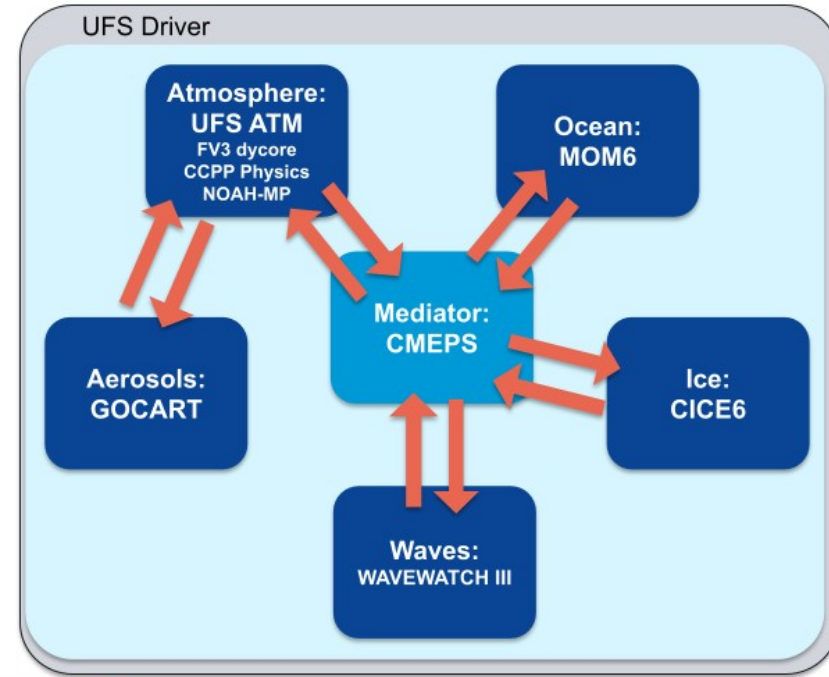 UFS Driver
Atmosphere:
UFS ATM
FV3 dycore
CCPP Physics
NOAH-MP
Ocean:
MOM6
Mediator:
CMEPS
Aerosols:
GOCART
Ice:
CICE6
Waves:
WAVEWATCH III